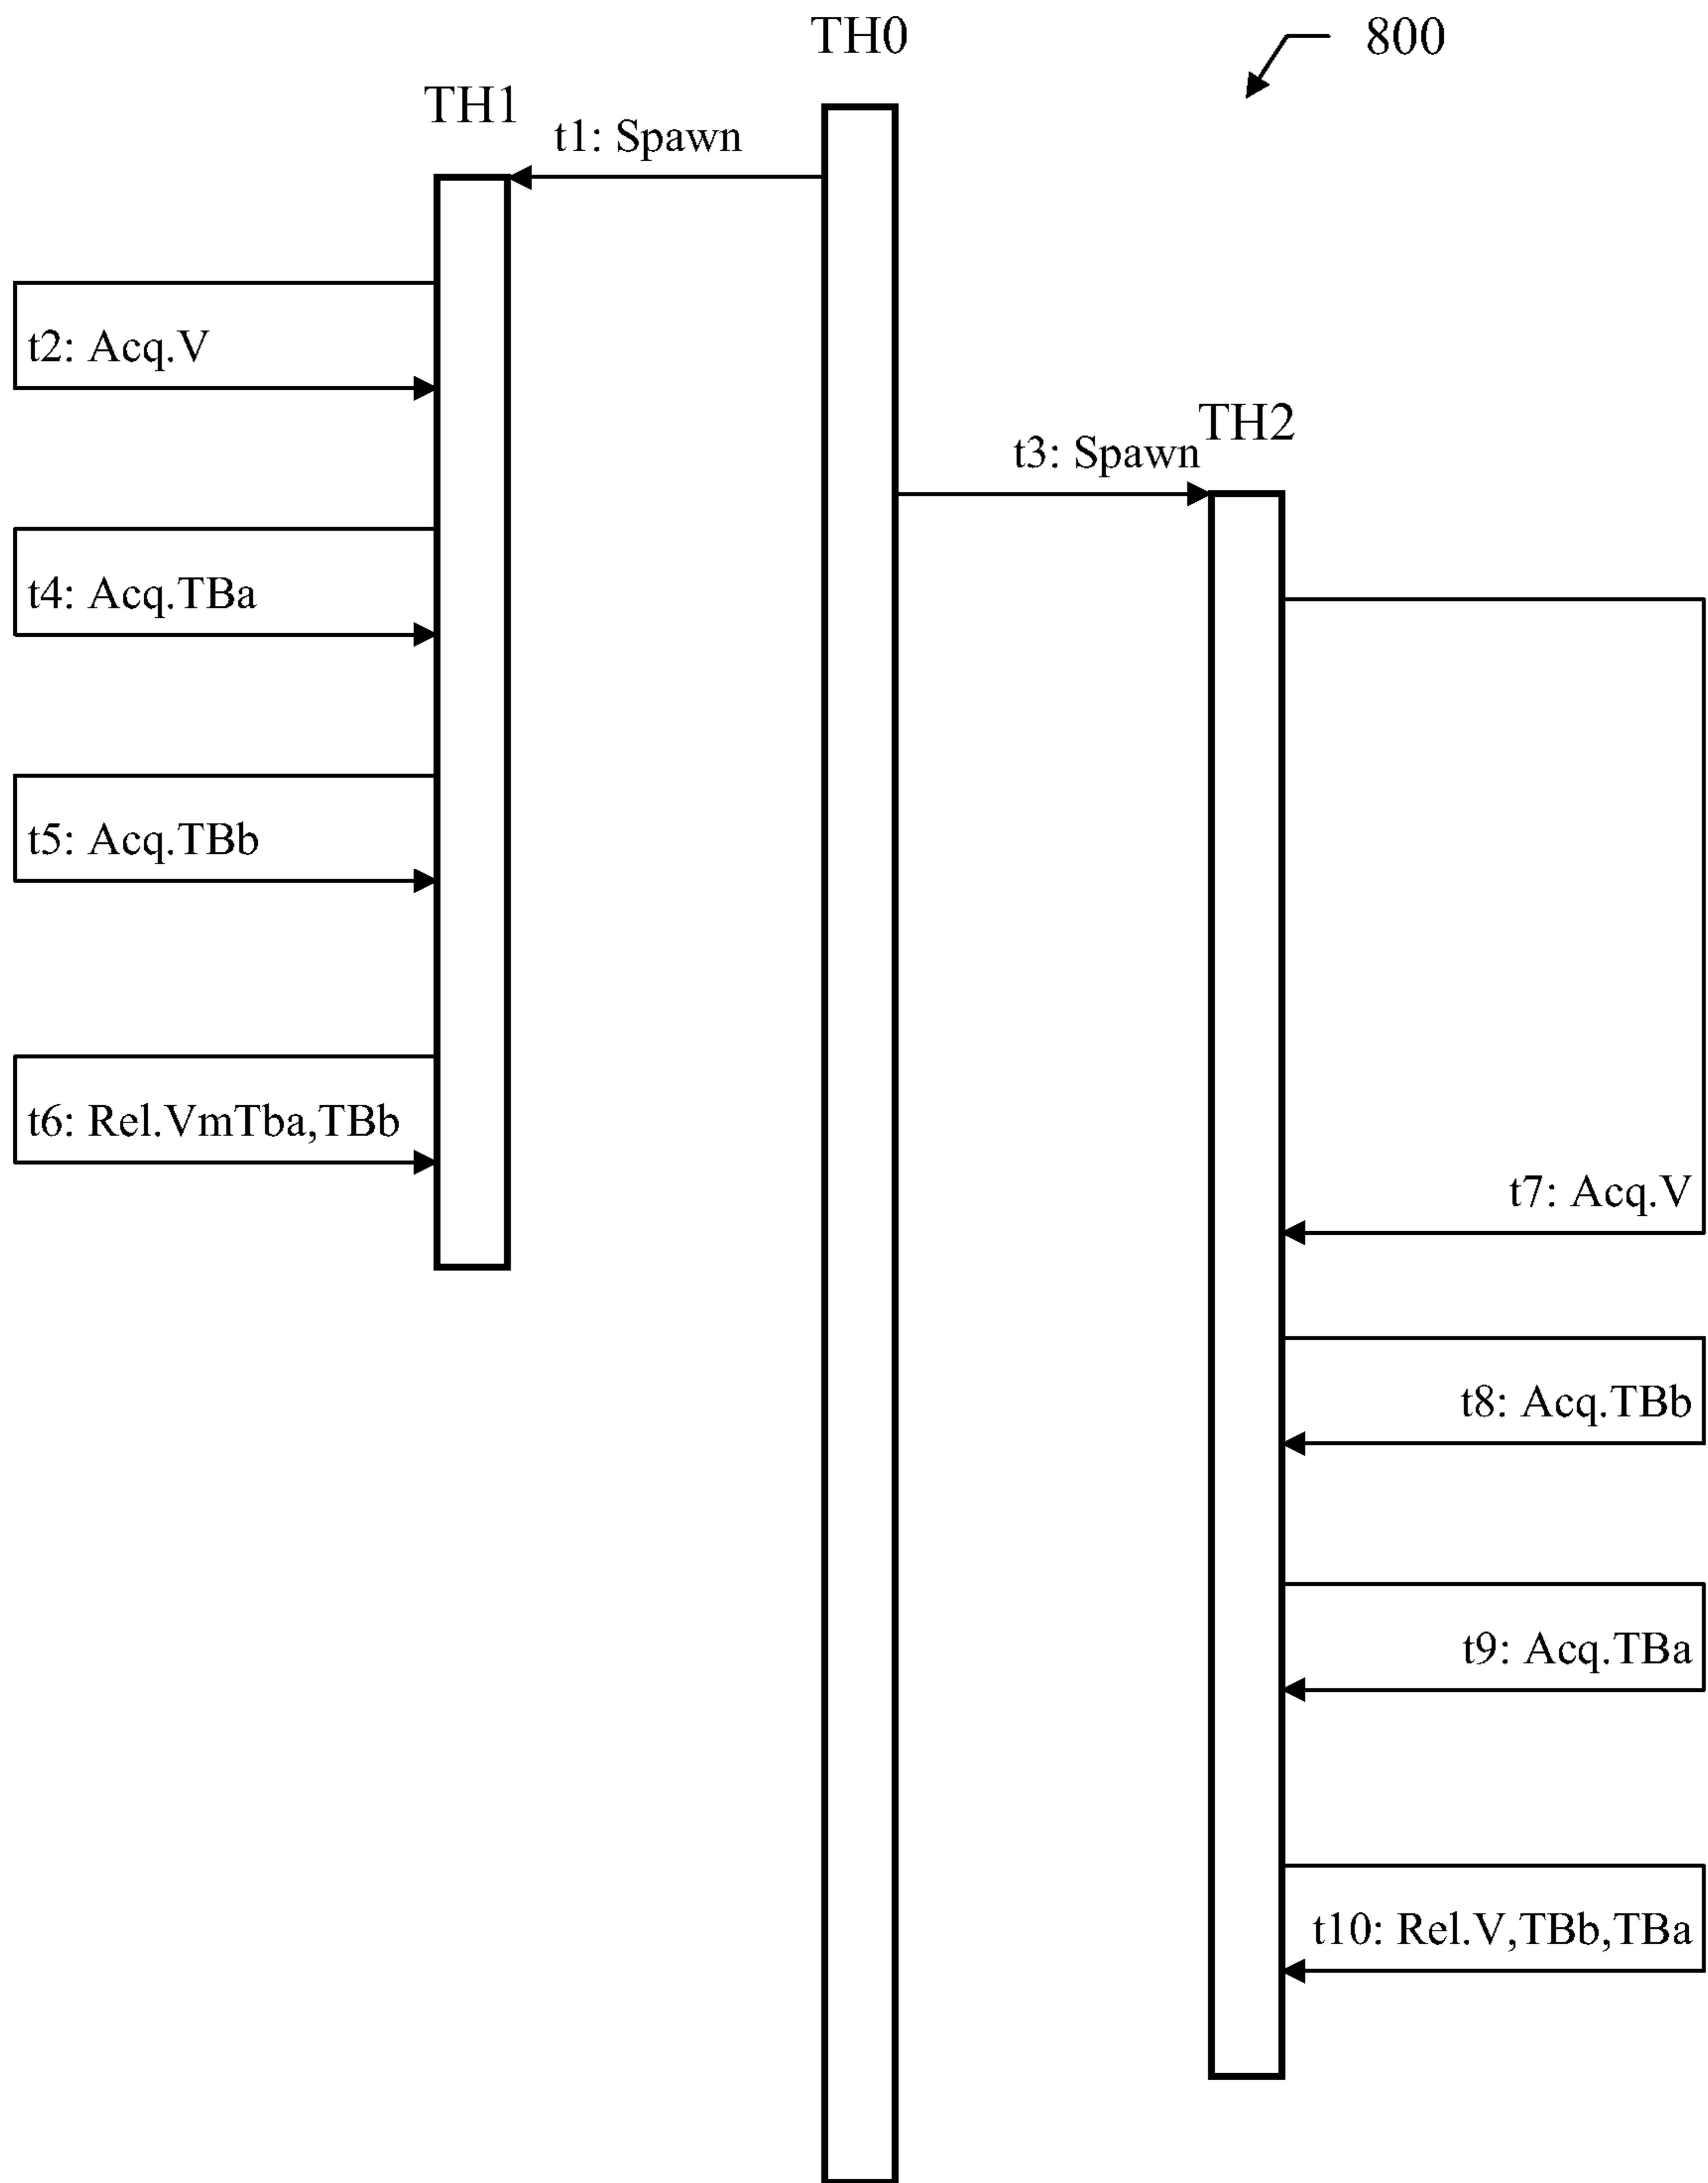 TH0
800
TH1
t1: Spawn
t2: Acq.V
TH2
t3: Spawn
t4: Acq.TBa
t5: Acq.TBb
t6: Rel.VmTba,TBb
t7: Acq.V
t8: Acq.TBb
t9: Acq.TBa
t10: Rel.V,TBb,TBa